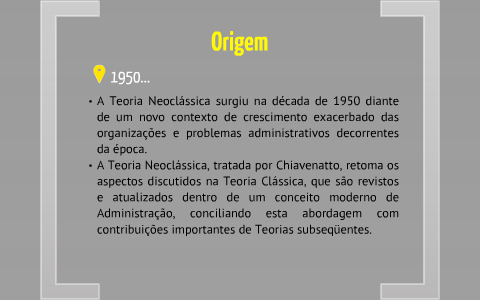 Origem
1950...
• A Teoria Neoclássica surgiu na década de 1950 diante
de um novo contexto de crescimento exacerbado das
organizações e problemas administrativos decorrentes
da época.
• A Teoria Neoclássica, tratada por Chiavenatto, retoma os
aspectos discutidos na Teoria Clássica, que são revistos
e atualizados dentro de um conceito moderno de
Administração, conciliando esta abordagem com
contribuições importantes de Teorias subseqüentes.